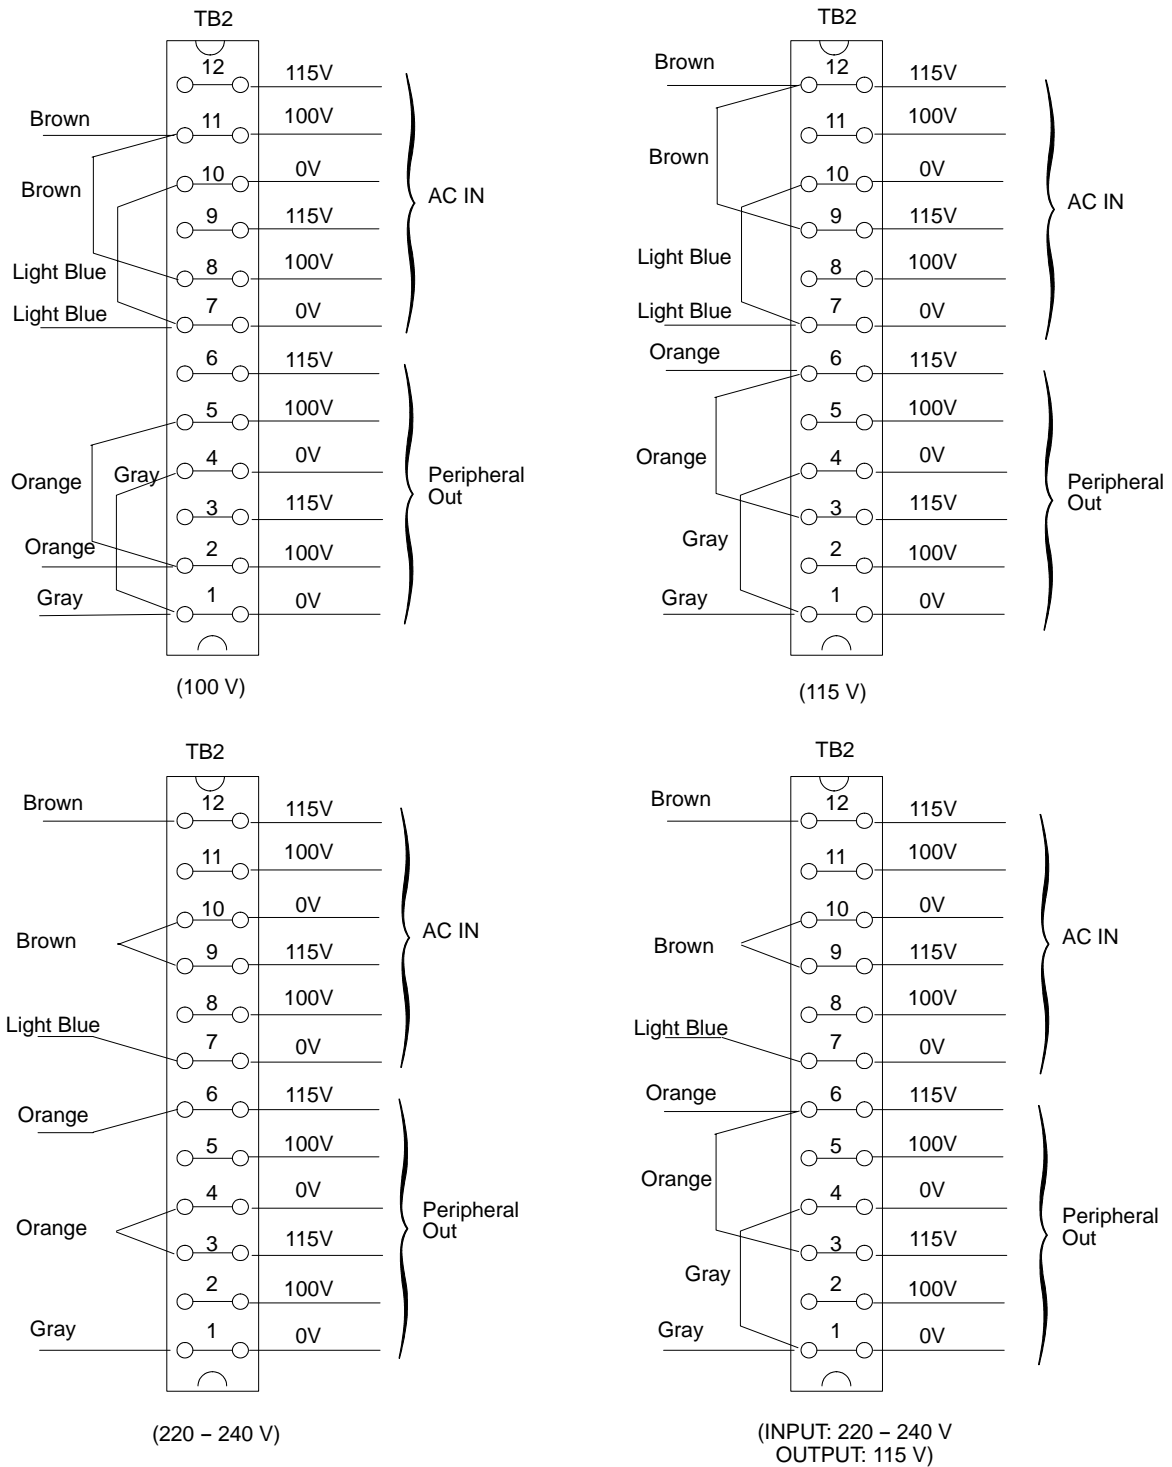 TB2
12 115V
Brown 11 100V
10 0V
Brown
9 115V
AC IN
Light Blue 8 100V
Light Blue 7 0V
6 115V
5 100V
Gray 4 0V
Orange
Peripheral
Out
3 115V
Orange 2 100V
Gray 1 0V
(100 V)
TB2
Brown 12 115V
11 100V
Brown
10 0V
9 115V
AC IN
Light Blue 8 100V
Light Blue 7 0V
Orange 6 115V
5 100V
Orange 4 0V
Peripheral
Out
3 115V
Gray 2 100V
Gray 1 0V
(115 V)
TB2
Brown 12 115V
11 100V
10 0V
Brown 9 115V
AC IN
8 100V
Light Blue 7 0V
Orange 6 115V
5 100V
4 0V
Orange 3 115V
Peripheral
Out
2 100V
Gray 1 0V
(220 – 240 V)
TB2
Brown 12 115V
11 100V
10 0V
Brown 9 115V
AC IN
8 100V
Light Blue 7 0V
Orange 6 115V
5 100V
Orange 4 0V
Peripheral
Out
3 115V
Gray 2 100V
Gray 1 0V
(INPUT: 220 – 240 V
OUTPUT: 115 V)